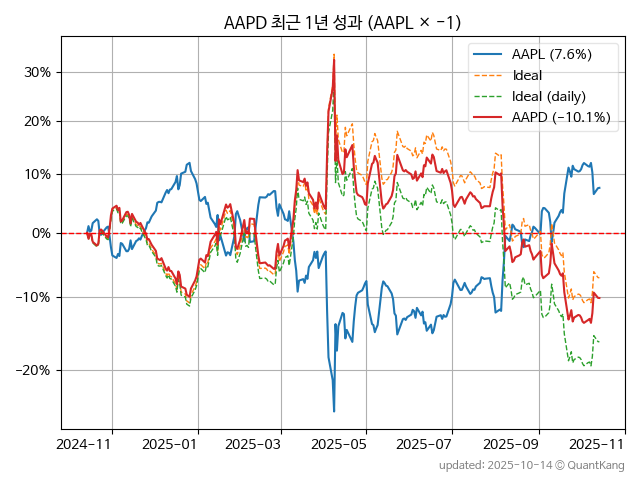 AAPD 최근 1년 성과 (AAPL × −1)
AAPL (7.6%)
Ideal
Ideal (daily)
AAPD (−10.1%)
30%
20%
10%
0%
−10%
−20%
2024-11
2025-01
2025-03
2025-05
2025-07
2025-09
2025-11
updated: 2025-10-14 © QuantKang